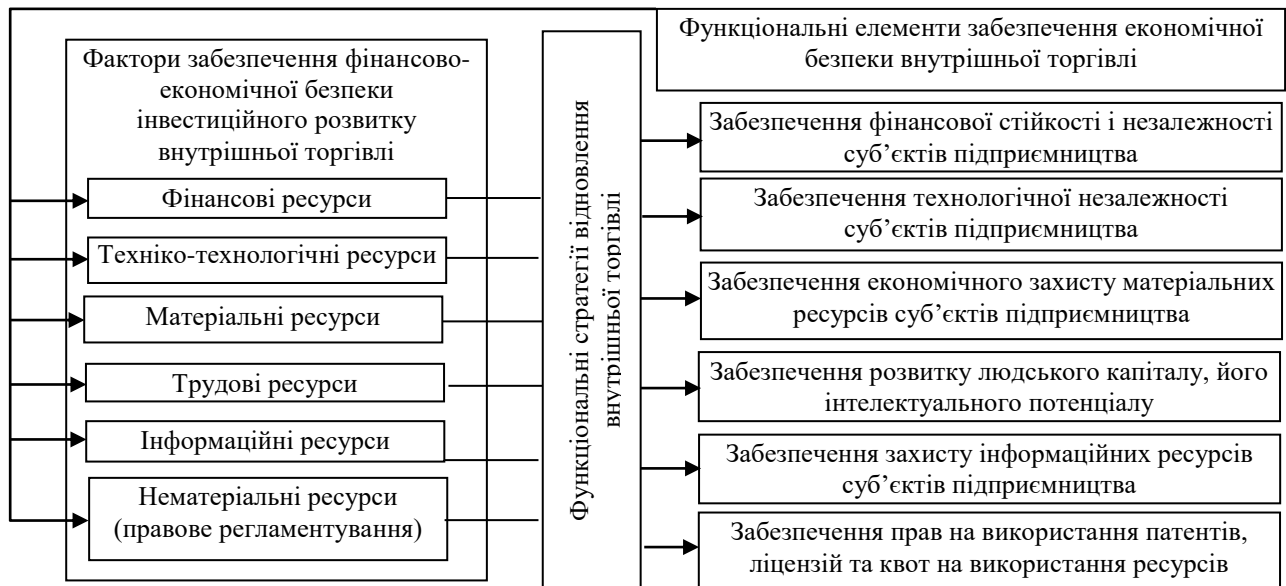 Фактори забезпечення фінансово-
економічної безпеки
інвестиційного розвитку
внутрішньої торгівлі
Фінансові ресурси
Техніко-технологічні ресурси
Матеріальні ресурси
Трудові ресурси
Інформаційні ресурси
Нематеріальні ресурси
(правове регламентування)
Функціональні стратегії відновлення
внутрішньої торгівлі
Функціональні елементи забезпечення економічної
безпеки внутрішньої торгівлі
Забезпечення фінансової стійкості і незалежності
суб’єктів підприємництва
Забезпечення технологічної незалежності
суб’єктів підприємництва
Забезпечення економічного захисту матеріальних
ресурсів суб’єктів підприємництва
Забезпечення розвитку людського капіталу, його
інтелектуального потенціалу
Забезпечення захисту інформаційних ресурсів
суб’єктів підприємництва
Забезпечення прав на використання патентів,
ліцензій та квот на використання ресурсів